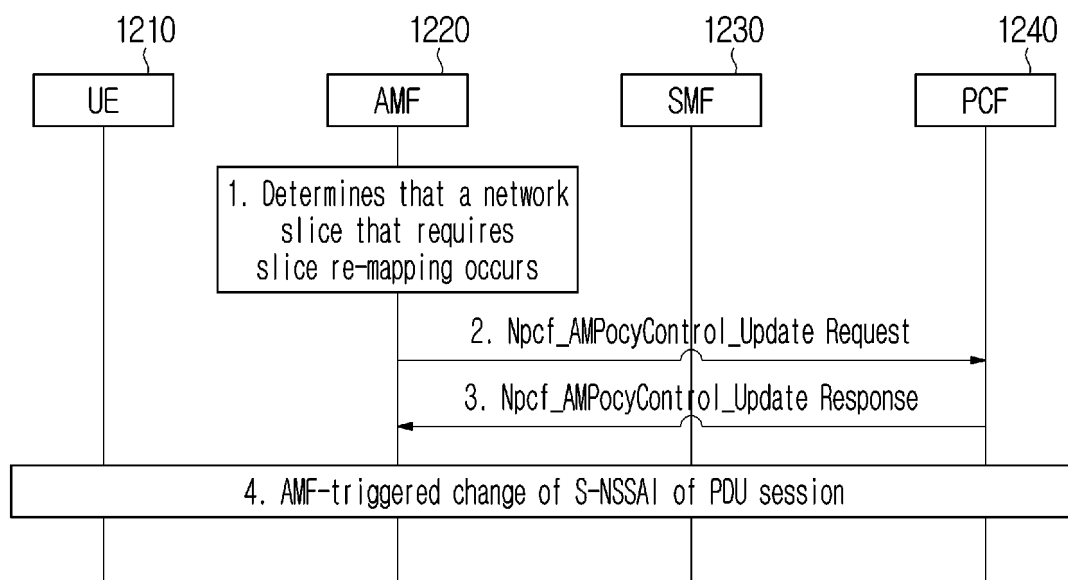 1210 1220 1230 1240
UE AMF SMF PCF
1. Determines that a network
slice that requires
slice re-mapping occurs
2. Npcf_AMPocyControl_Update Request
3. Npcf_AMPocyControl_Update Response
4. AMF-triggered change of S-NSSAI of PDU session